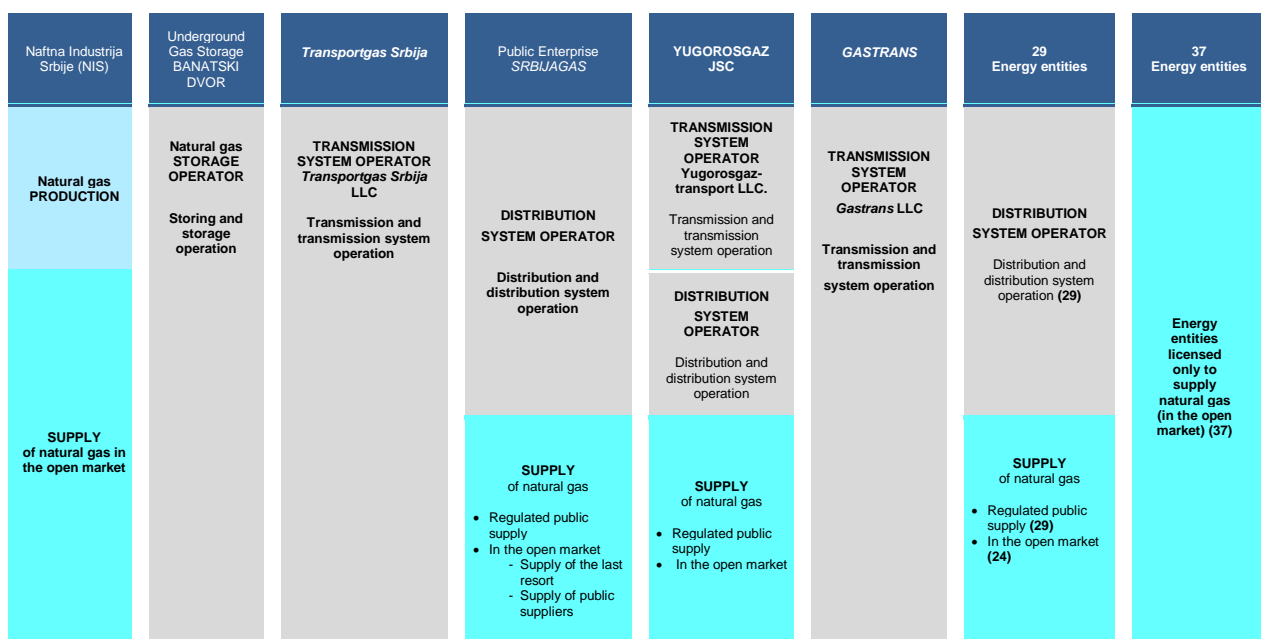 Naftna Industrija
Srbije (NIS)
Underground
Gas Storage
BANATSKI
DVOR
Transportgas Srbija
Public Enterprise
SRBIJAGAS
YUGOROSGAZ
JSC
GASTRANS
29
Energy entities
37
Energy entities
Natural gas
PRODUCTION
SUPPLY
of natural gas in
the open market
Natural gas
STORAGE
OPERATOR
Storing and
storage
operation
TRANSMISSION
SYSTEM OPERATOR
Transportgas Srbija
LLC
Transmission and
transmission system
operation
DISTRIBUTION
SYSTEM OPERATOR
Distribution and
distribution system
operation
SUPPLY
of natural gas
• Regulated public
supply
• In the open market
- Supply of the last
resort
- Supply of public
suppliers
TRANSMISSION
SYSTEM
OPERATOR
Yugorosgaz-
transport LLC.
Transmission and
transmission
system operation
DISTRIBUTION
SYSTEM
OPERATOR
Distribution and
distribution system
operation
SUPPLY
of natural gas
• Regulated public
supply
• In the open market
TRANSMISSION
SYSTEM
OPERATOR
Gastrans LLC
Transmission and
transmission
system operation
DISTRIBUTION
SYSTEM OPERATOR
Distribution and
distribution system
operation (29)
SUPPLY
of natural gas
• Regulated public
supply (29)
• In the open market
(24)
Energy
entities
licensed
only to
supply
natural gas
(in the open
market) (37)